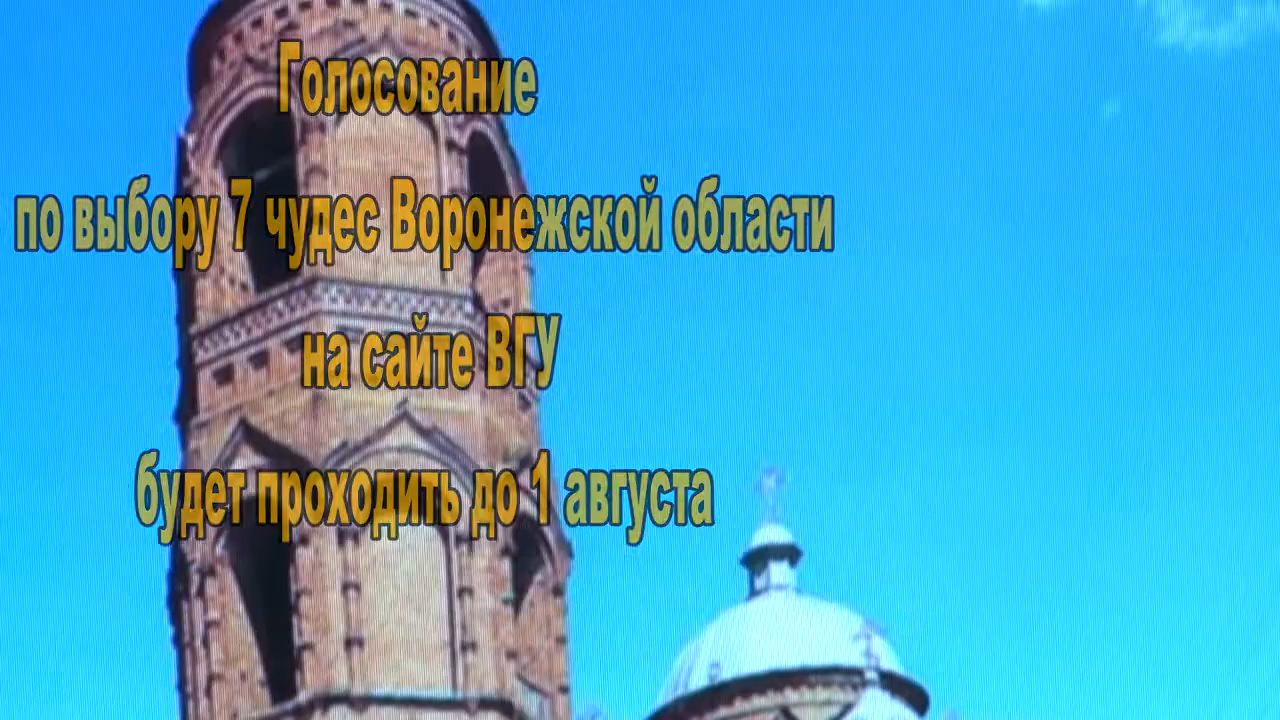 Голосование
по выбору 7 чудес Воронежской области
на сайте ВГУ
будет проходить до 1 августа